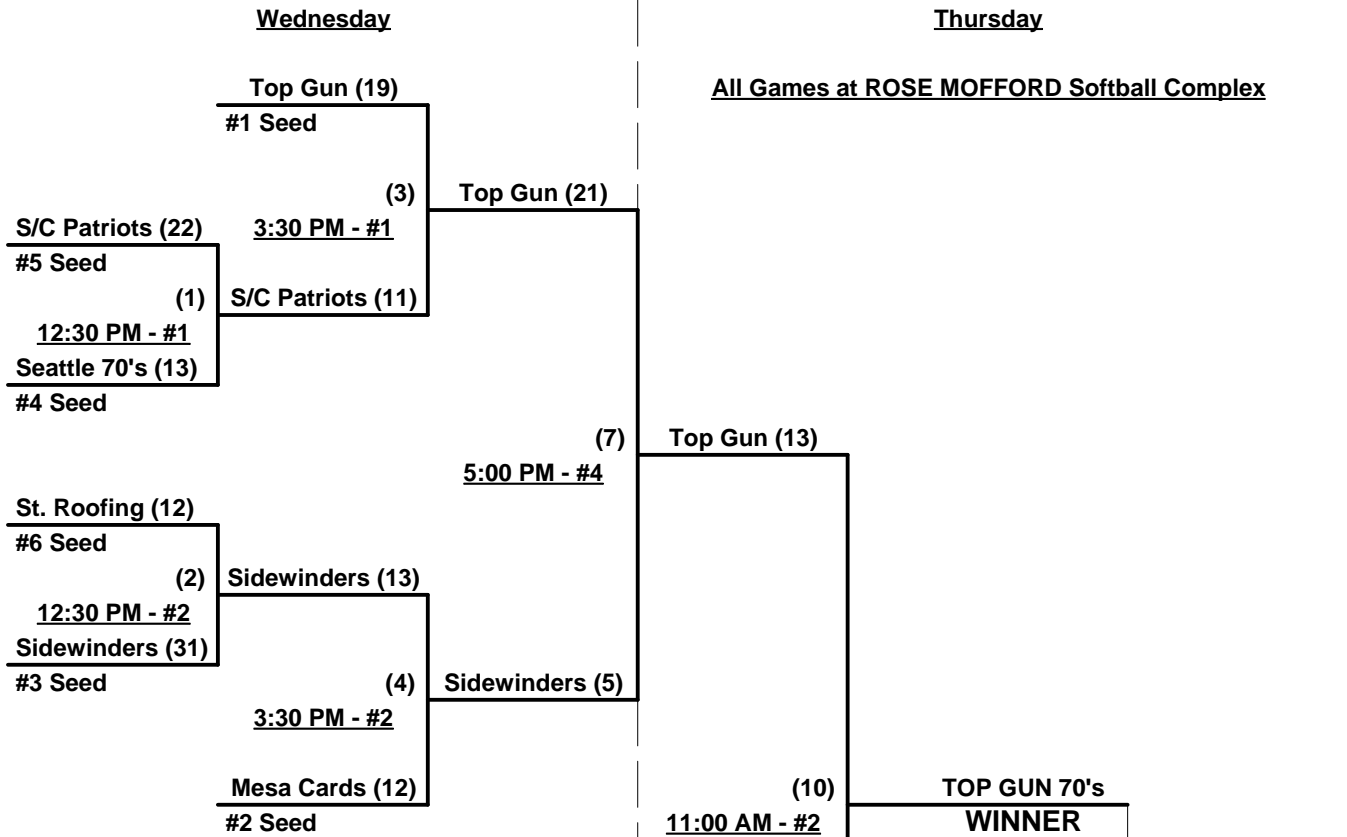 Wednesday
Thursday
Top Gun (19)
All Games at ROSE MOFFORD Softball Complex
#1 Seed
(3)
Top Gun (21)
S/C Patriots (22)
3:30 PM - #1
#5 Seed
(1)
S/C Patriots (11)
12:30 PM - #1
Seattle 70's (13)
#4 Seed
(7)
Top Gun (13)
5:00 PM - #4
St. Roofing (12)
#6 Seed
(2)
Sidewinders (13)
12:30 PM - #2
Sidewinders (31)
#3 Seed
(4)
Sidewinders (5)
3:30 PM - #2
Mesa Cards (12)
(10)
TOP GUN 70's
#2 Seed
11:00 AM - #2
WINNER